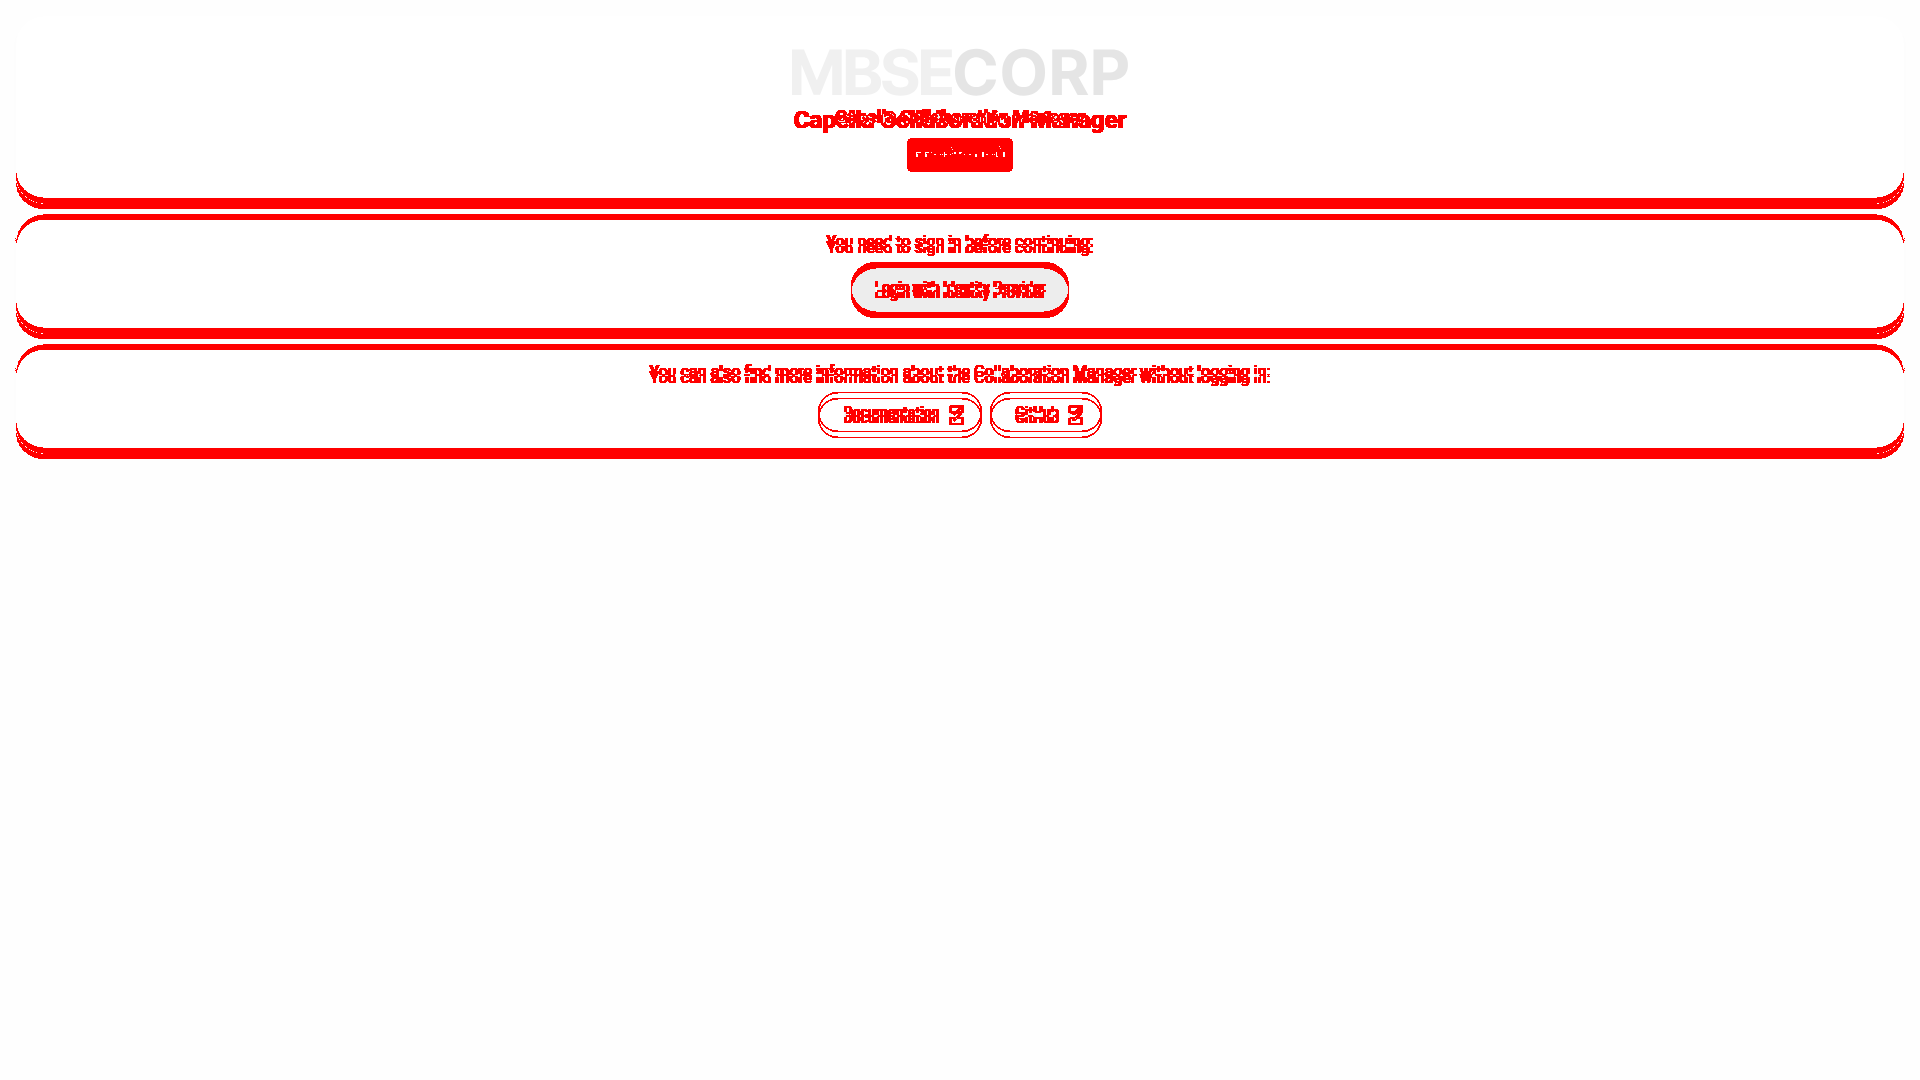 MBSECORP
Capella Collaboration Manager
You need to sign in before continuing:
Login with Identity Provider
You can also find more information about the Collaboration Manager without logging in:
Documentation
GitHub